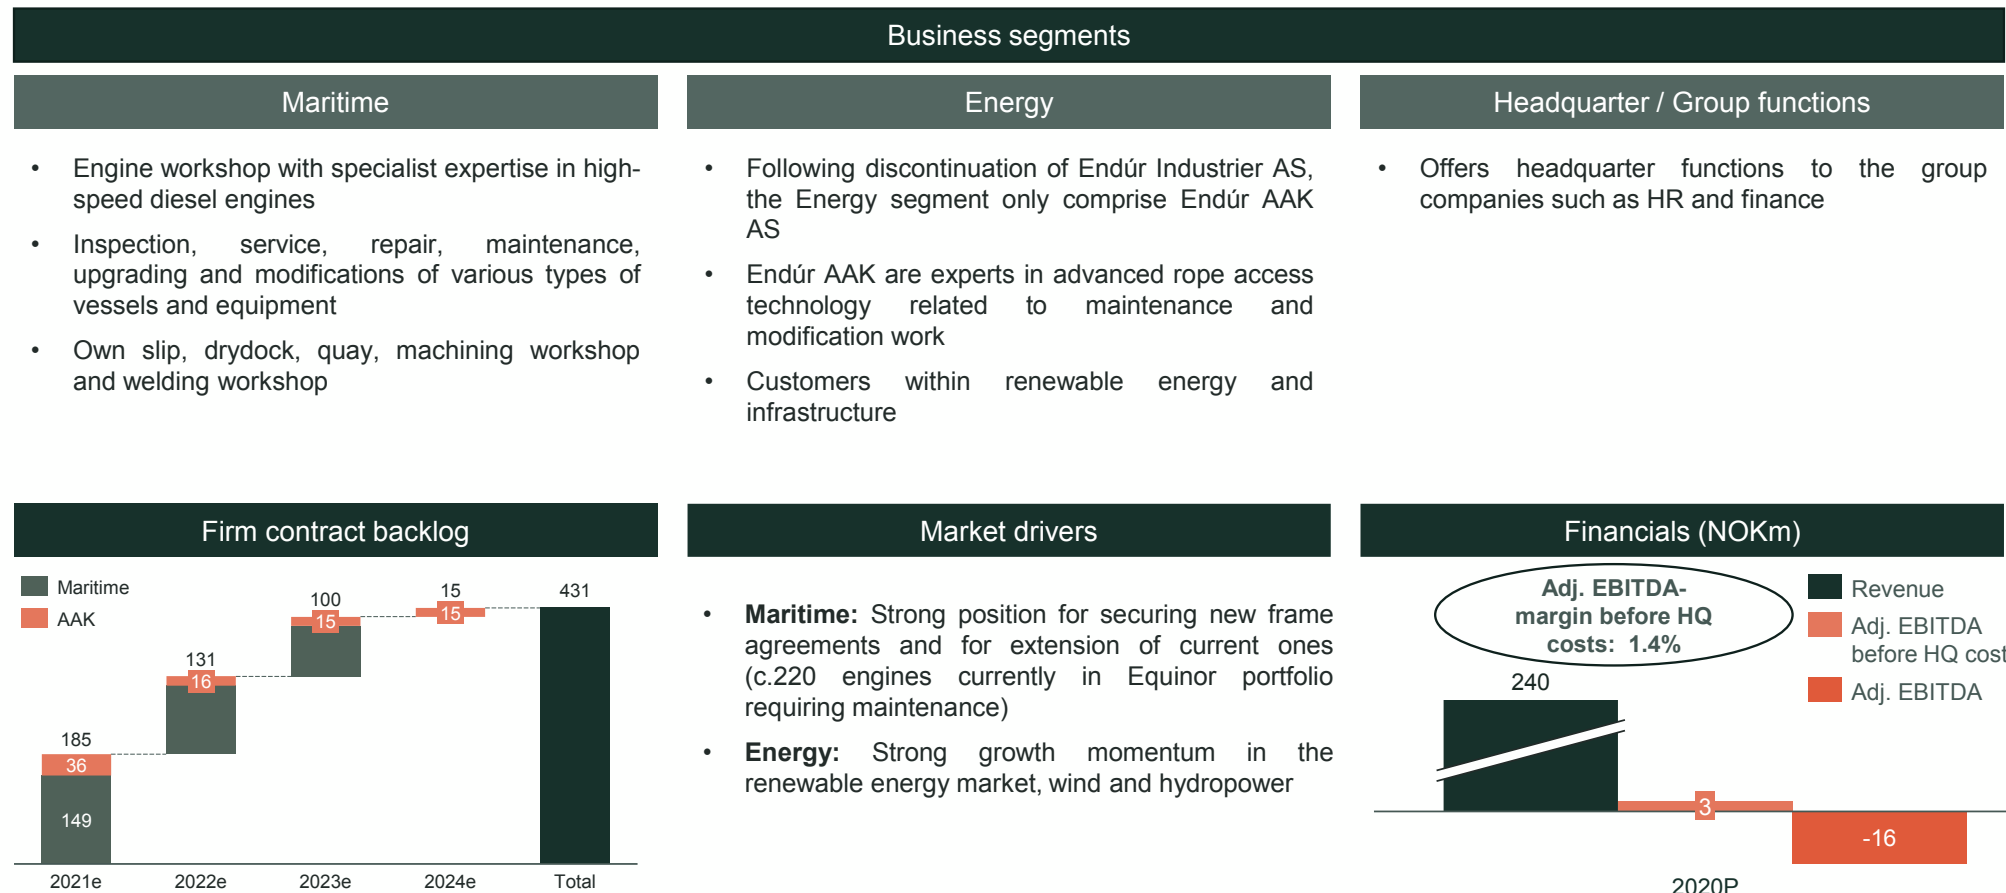 Business segments
Maritime
• Engine workshop with specialist expertise in high-
speed diesel engines
• Inspection, service, repair, maintenance,
upgrading and modifications of various types of
vessels and equipment
• Own slip, drydock, quay, machining workshop
and welding workshop
Energy
• Following discontinuation of Endúr Industrier AS,
the Energy segment only comprise Endúr AAK
AS
• Endúr AAK are experts in advanced rope access
technology related to maintenance and
modification work
• Customers within renewable energy and
infrastructure
Headquarter / Group functions
• Offers headquarter functions to the group
companies such as HR and finance
Firm contract backlog
Maritime
AAK
185
36
149
131
16
100
15
15
15
431
2021e 2022e 2023e 2024e Total
Market drivers
• Maritime: Strong position for securing new frame
agreements and for extension of current ones
(c.220 engines currently in Equinor portfolio
requiring maintenance)
• Energy: Strong growth momentum in the
renewable energy market, wind and hydropower
Financials (NOKm)
Adj. EBITDA-
margin before HQ
costs: 1.4%
Revenue
Adj. EBITDA
before HQ cost
Adj. EBITDA
240
3
-16
2020P